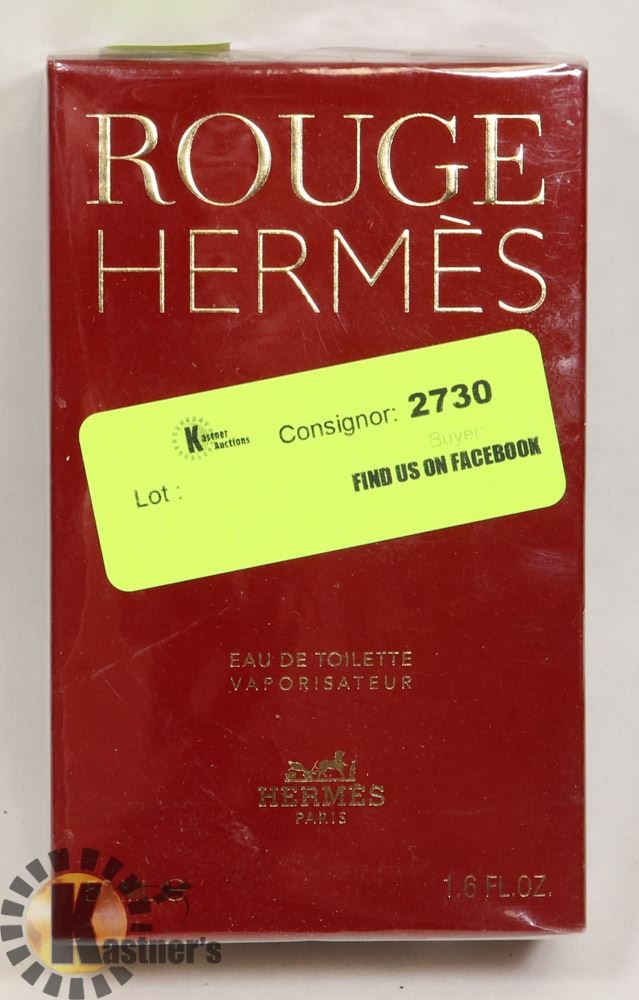 ROUGE
HERMÈS
Kastner
Auctions
Consignor: 2730
Buyer
Lot :
FIND US ON FACEBOOK
EAU DE TOILETTE
VAPORISATEUR
HERMÈS
PARIS
1.6 FL.OZ.
Kastner's